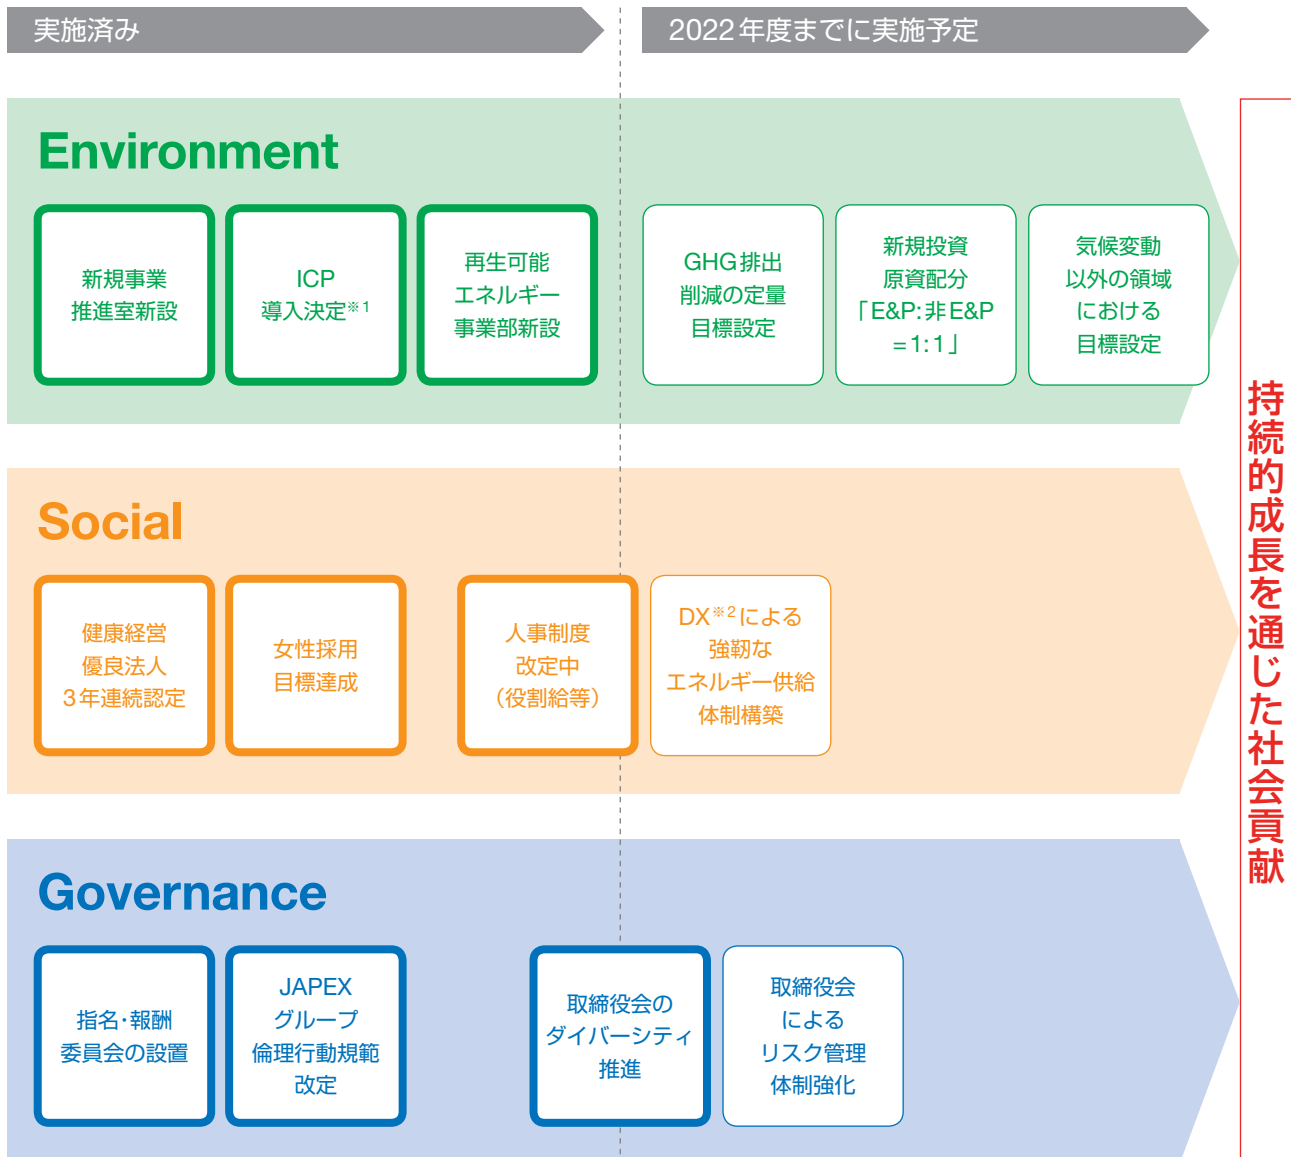 実施済み
2022年度までに実施予定
Environment
新規事業
推進室新設
ICP
導入決定※1
再生可能
エネルギー
事業部新設
GHG排出
削減の定量
目標設定
新規投資
原資配分
「E&P:非E&P
=1:1」
気候変動
以外の領域
における
目標設定
Social
健康経営
優良法人
3年連続認定
女性採用
目標達成
人事制度
改定中
（役割給等）
DX※2による
強靭な
エネルギー供給
体制構築
Governance
指名・報酬
委員会の設置
JAPEX
グループ
倫理行動規範
改定
取締役会の
ダイバーシティ
推進
取締役会
による
リスク管理
体制強化
持続的成長を通じた社会貢献